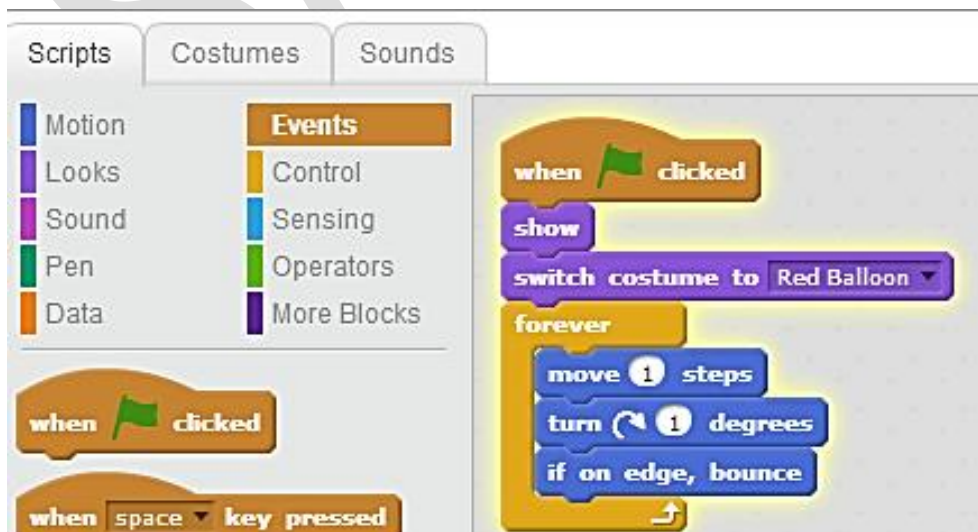 Scripts Costumes Sounds
Motion Events
Looks Control
Sound Sensing
Pen Operators
Data More Blocks
when clicked
when space key pressed
when clicked
show
switch costume to Red Balloon
forever
move 1 steps
turn 1 degrees
if on edge, bounce